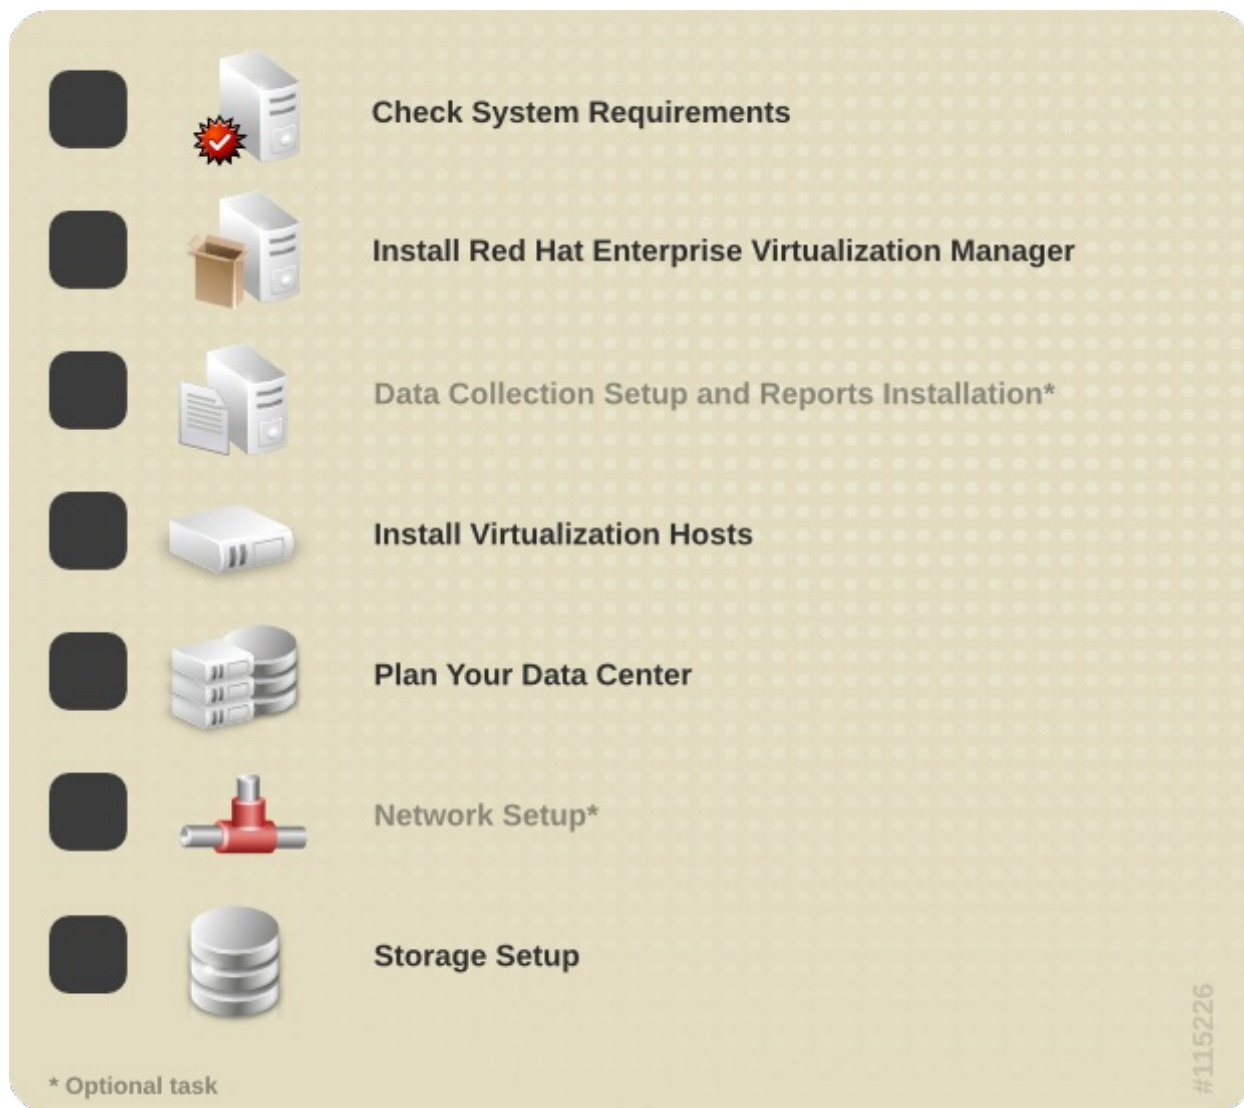 Check System Requirements
Install Red Hat Enterprise Virtualization Manager
Data Collection Setup and Reports Installation*
Install Virtualization Hosts
Plan Your Data Center
Network Setup*
Storage Setup
* Optional task
#115226